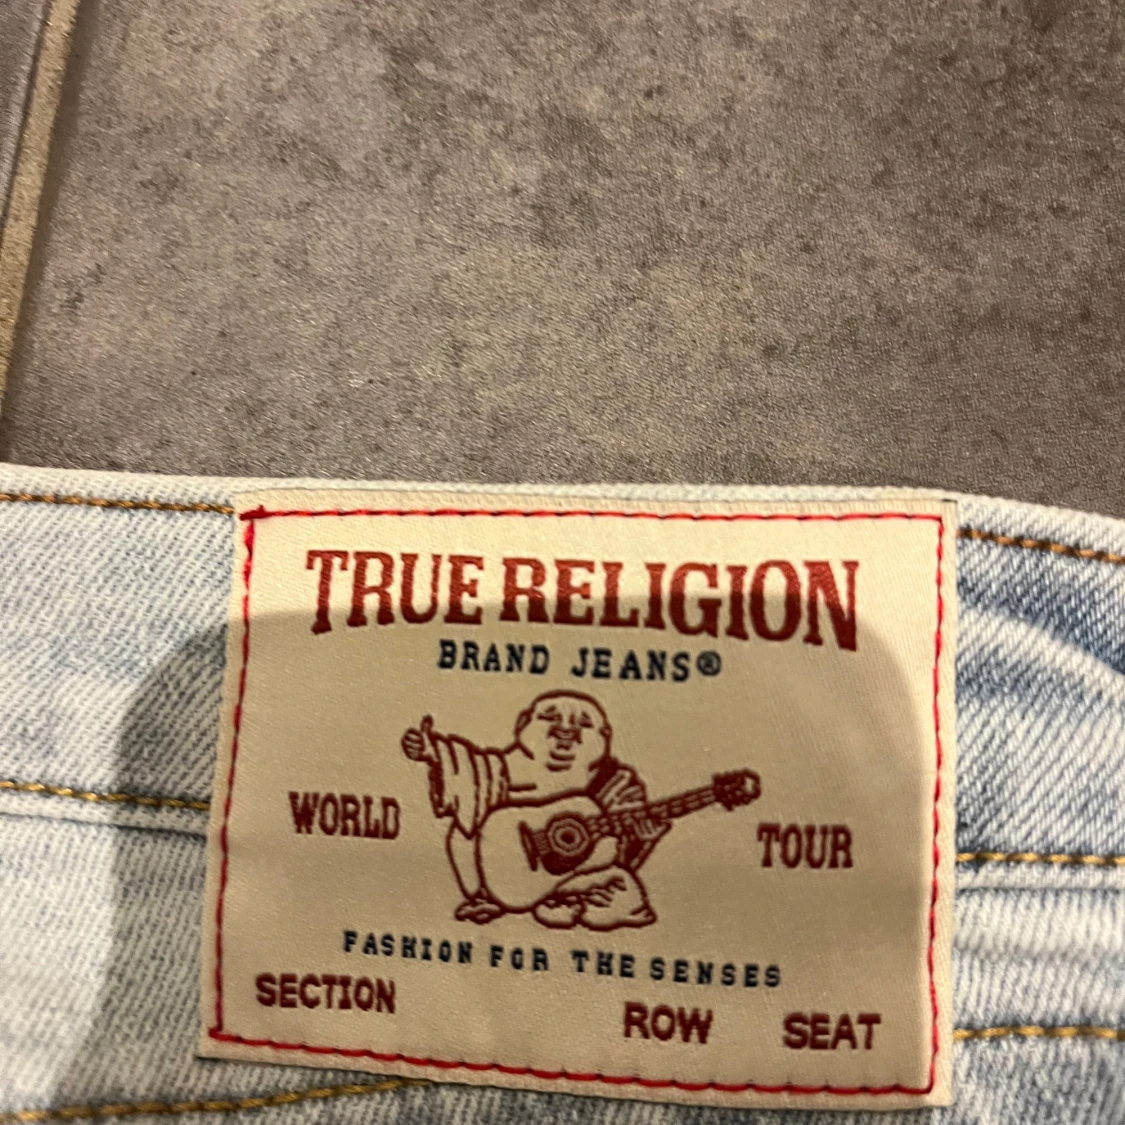 TRUE RELIGION
BRAND JEANS®
WORLD TOUR
FASHION FOR THE SENSES
SECTION ROW SEAT